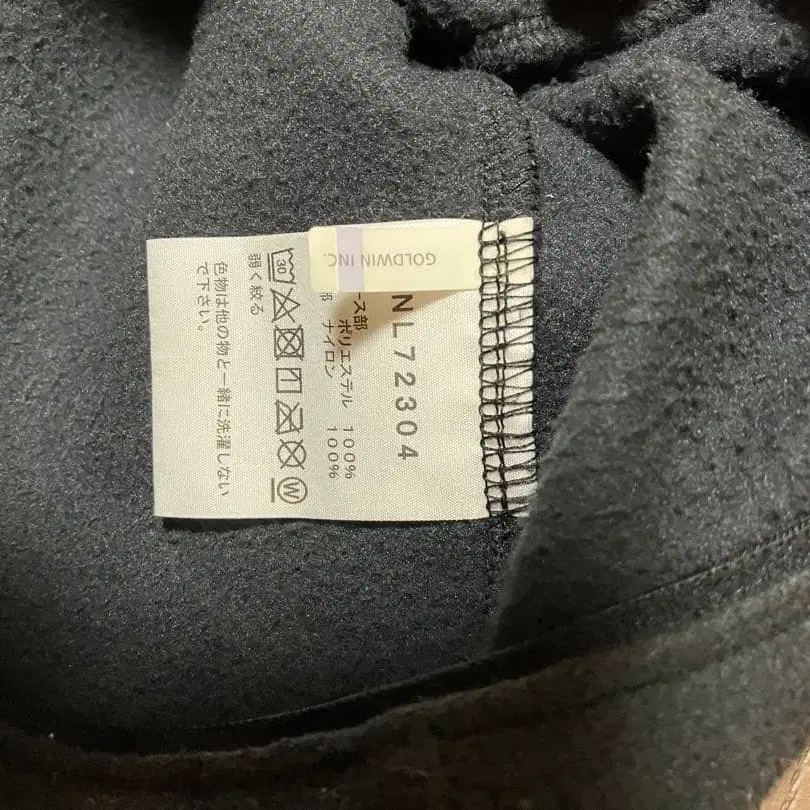 GOLDWIN INC.
NL72304
ース部 ポリエステル 100%
部 ナイロン 100%
30
W
弱く絞る
色物は他の物と一緒に洗濯しない
で下さい。